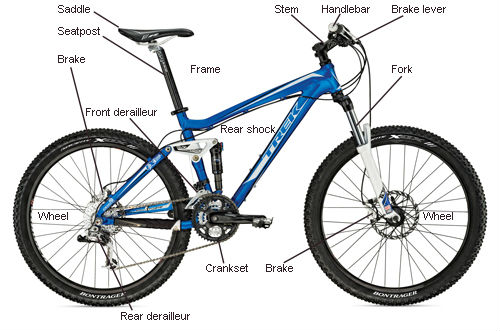 Saddle
Stem
Handlebar
Brake lever
Seatpost
Brake
Frame
Fork
Front derailleur
Rear shock
TREK
Wheel
Wheel
Crankset
Brake
BONTRAGER
BONTRAGER
Rear derailleur